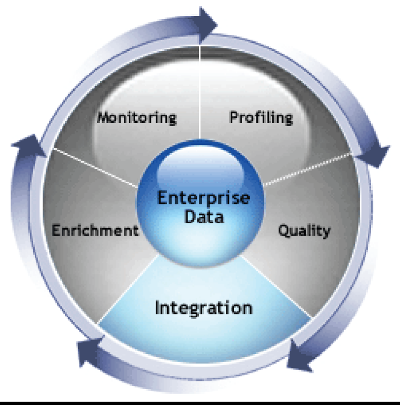 Monitoring
Profiling
Enterprise
Data
Enrichment
Quality
Integration